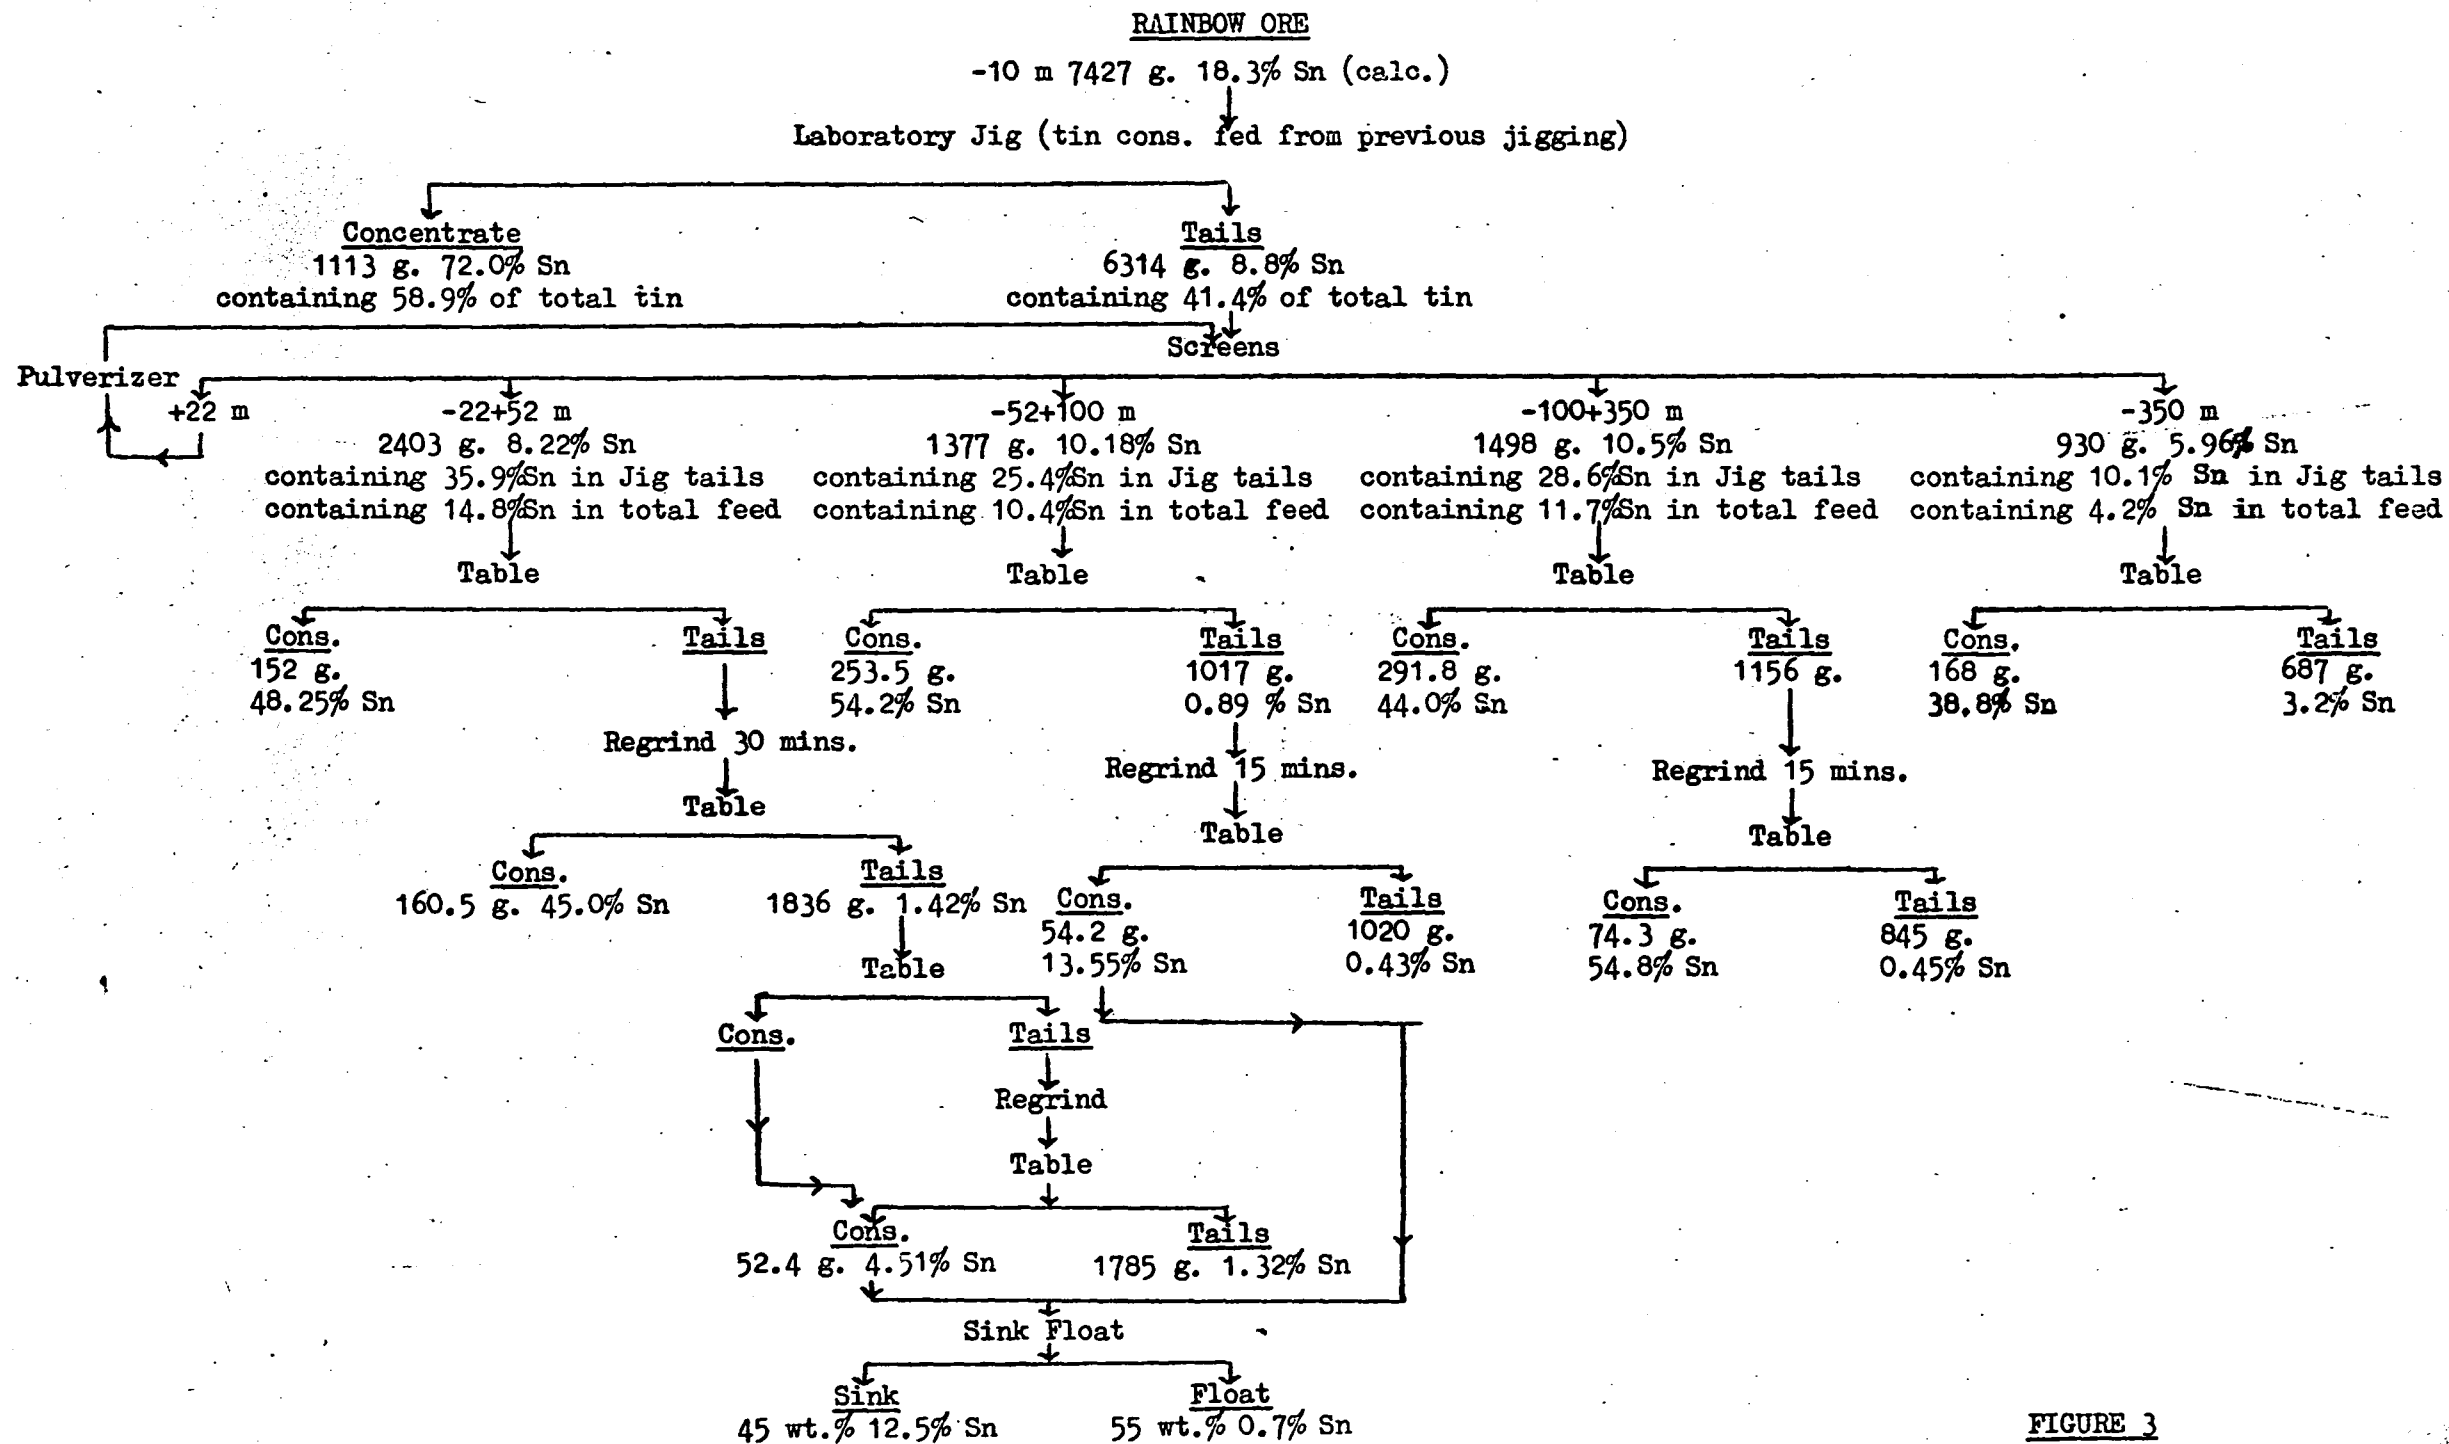 RAINBOW ORE
-10 m 7427 g. 18.3% Sn (calc.)
Laboratory Jig (tin cons. fed from previous jigging)
Concentrate
1113 g. 72.0% Sn
containing 58.9% of total tin
Tails
6314 g. 8.8% Sn
containing 41.4% of total tin
Screens
Pulverizer
+22 m
-22+52 m
2403 g. 8.22% Sn
containing 35.9%Sn in Jig tails
containing 14.8%Sn in total feed
-52+100 m
1377 g. 10.18% Sn
containing 25.4%Sn in Jig tails
containing 10.4%Sn in total feed
-100+350 m
1498 g. 10.5% Sn
containing 28.6%Sn in Jig tails
containing 11.7%Sn in total feed
-350 m
930 g. 5.96% Sn
containing 10.1% Sn in Jig tails
containing 4.2% Sn in total feed
Table
Table
Table
Table
Cons.
152 g.
48.25% Sn
Tails
Cons.
253.5 g.
54.2% Sn
Tails
1017 g.
0.89 % Sn
Cons.
291.8 g.
44.0% Sn
Tails
1156 g.
Cons.
168 g.
38.8% Sn
Tails
687 g.
3.2% Sn
Regrind 30 mins.
Table
Regrind 15 mins.
Table
Regrind 15 mins.
Table
Cons.
160.5 g. 45.0% Sn
Tails
1836 g. 1.42% Sn
Cons.
54.2 g.
13.55% Sn
Tails
1020 g.
0.43% Sn
Cons.
74.3 g.
54.8% Sn
Tails
845 g.
0.45% Sn
Table
Cons.
Tails
Regrind
Table
Cons.
52.4 g. 4.51% Sn
Tails
1785 g. 1.32% Sn
Sink Float
Sink
45 wt.% 12.5% Sn
Float
55 wt.% 0.7% Sn
FIGURE 3